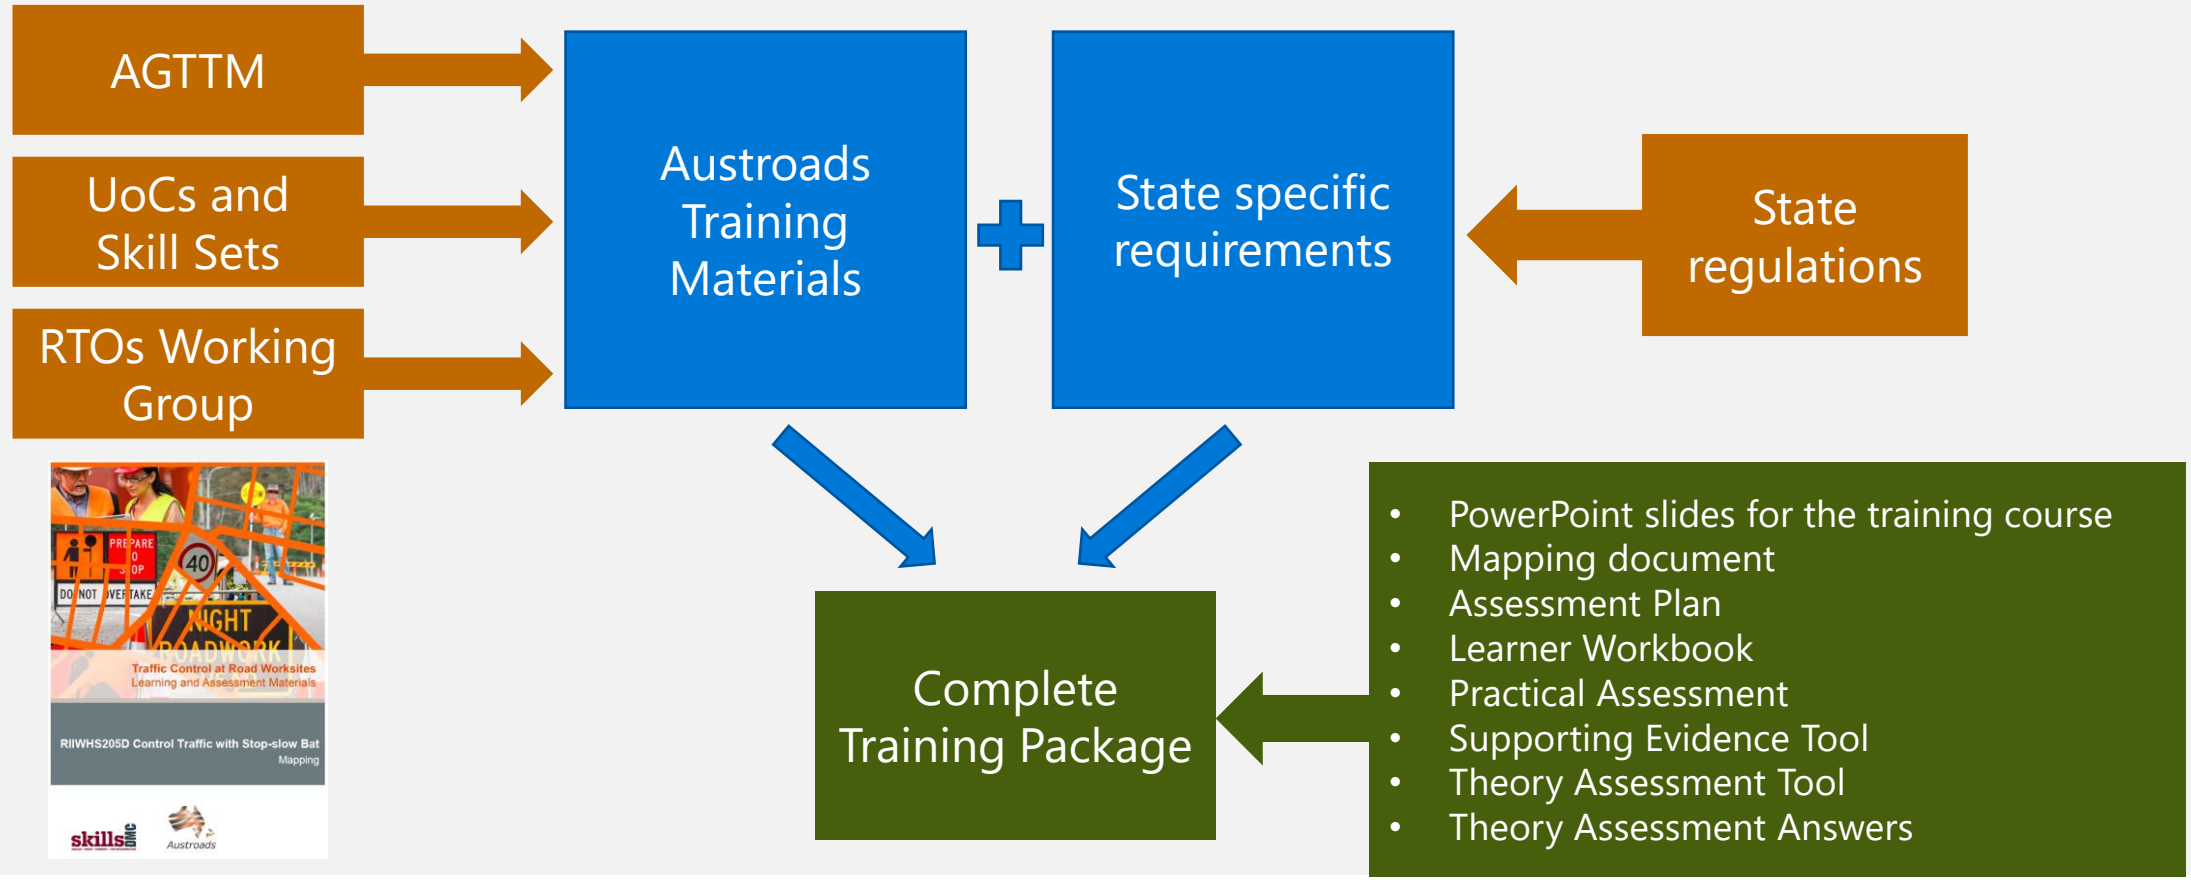 AGTTM
UoCs and
Skill Sets
RTOs Working
Group
Austroads
Training
Materials
State specific
requirements
State
regulations
PREPARE
40
DO NOT OVERTAKE
NIGHT
ROADWORK
Traffic Control at Road Worksites
Learning and Assessment Materials
RIIWHS205D Control Traffic with Stop-slow Bat
Mapping
skills DMC
Austroads
Complete
Training Package
• PowerPoint slides for the training course
• Mapping document
• Assessment Plan
• Learner Workbook
• Practical Assessment
• Supporting Evidence Tool
• Theory Assessment Tool
• Theory Assessment Answers